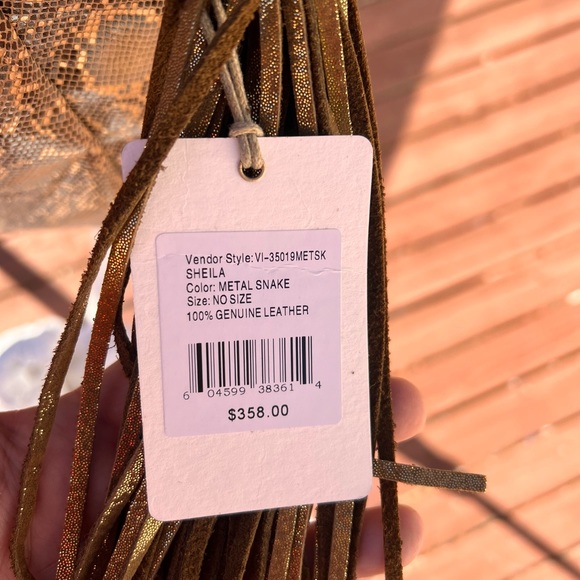 Vendor Style: VI-35019METSK
SHEILA
Color: METAL SNAKE
Size: NO SIZE
100% GENUINE LEATHER
6 04599 38361 4
$358.00